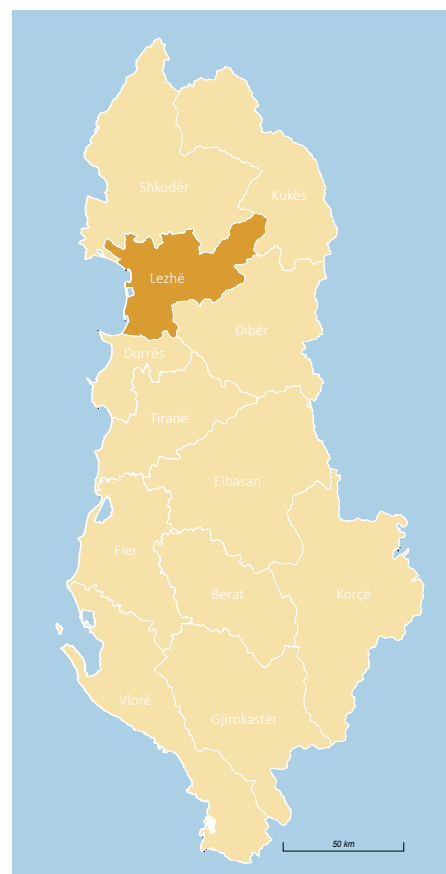 Shkodër
Kukës
Lezhë
Dibër
Durrës
Tiranë
Elbasan
Fier
Berat
Korçë
Vlorë
Gjirokastër
50 km